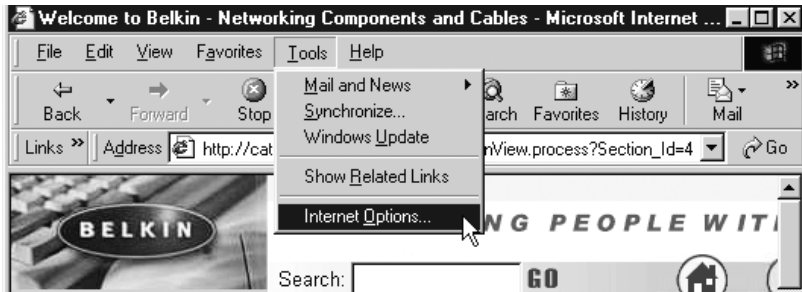 Welcome to Belkin - Networking Components and Cables - Microsoft Internet ...
File Edit View Favorites Tools Help
Back Forward Stop Favorites History Mail
Mail and News
Synchronize...
Windows Update
Show Related Links
Internet Options...
Links » Address http://cat nView.process?Section_Id=4 Go
BELKIN
NG PEOPLE WIT
Search: GO